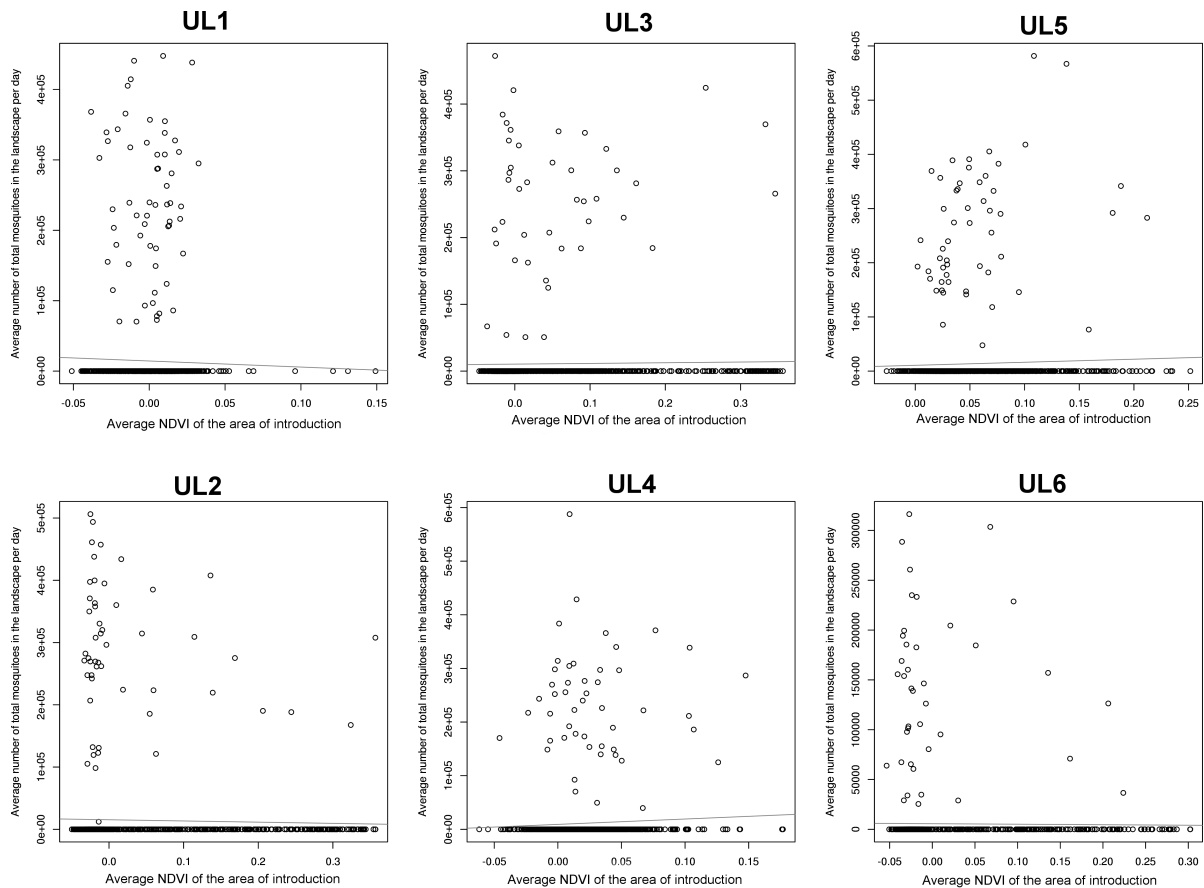 UL1
Average number of total mosquitoes in the landscape per day
0e+00 1e+05 2e+05 3e+05 4e+05
-0.05 0.00 0.05 0.10 0.15
Average NDVI of the area of introduction
UL3
Average number of total mosquitoes in the landscape per day
0e+00 1e+05 2e+05 3e+05 4e+05
0.0 0.1 0.2 0.3
Average NDVI of the area of introduction
UL5
Average number of total mosquitoes in the landscape per day
0e+00 1e+05 2e+05 3e+05 4e+05 5e+05 6e+05
0.00 0.05 0.10 0.15 0.20 0.25
Average NDVI of the area of introduction
UL2
Average number of total mosquitoes in the landscape per day
0e+00 1e+05 2e+05 3e+05 4e+05 5e+05
0.0 0.1 0.2 0.3
Average NDVI of the area of introduction
UL4
Average number of total mosquitoes in the landscape per day
0e+00 1e+05 2e+05 3e+05 4e+05 5e+05 6e+05
-0.05 0.00 0.05 0.10 0.15
Average NDVI of the area of introduction
UL6
Average number of total mosquitoes in the landscape per day
0 50000 100000 150000 200000 300000
-0.05 0.00 0.05 0.10 0.15 0.20 0.25 0.30
Average NDVI of the area of introduction